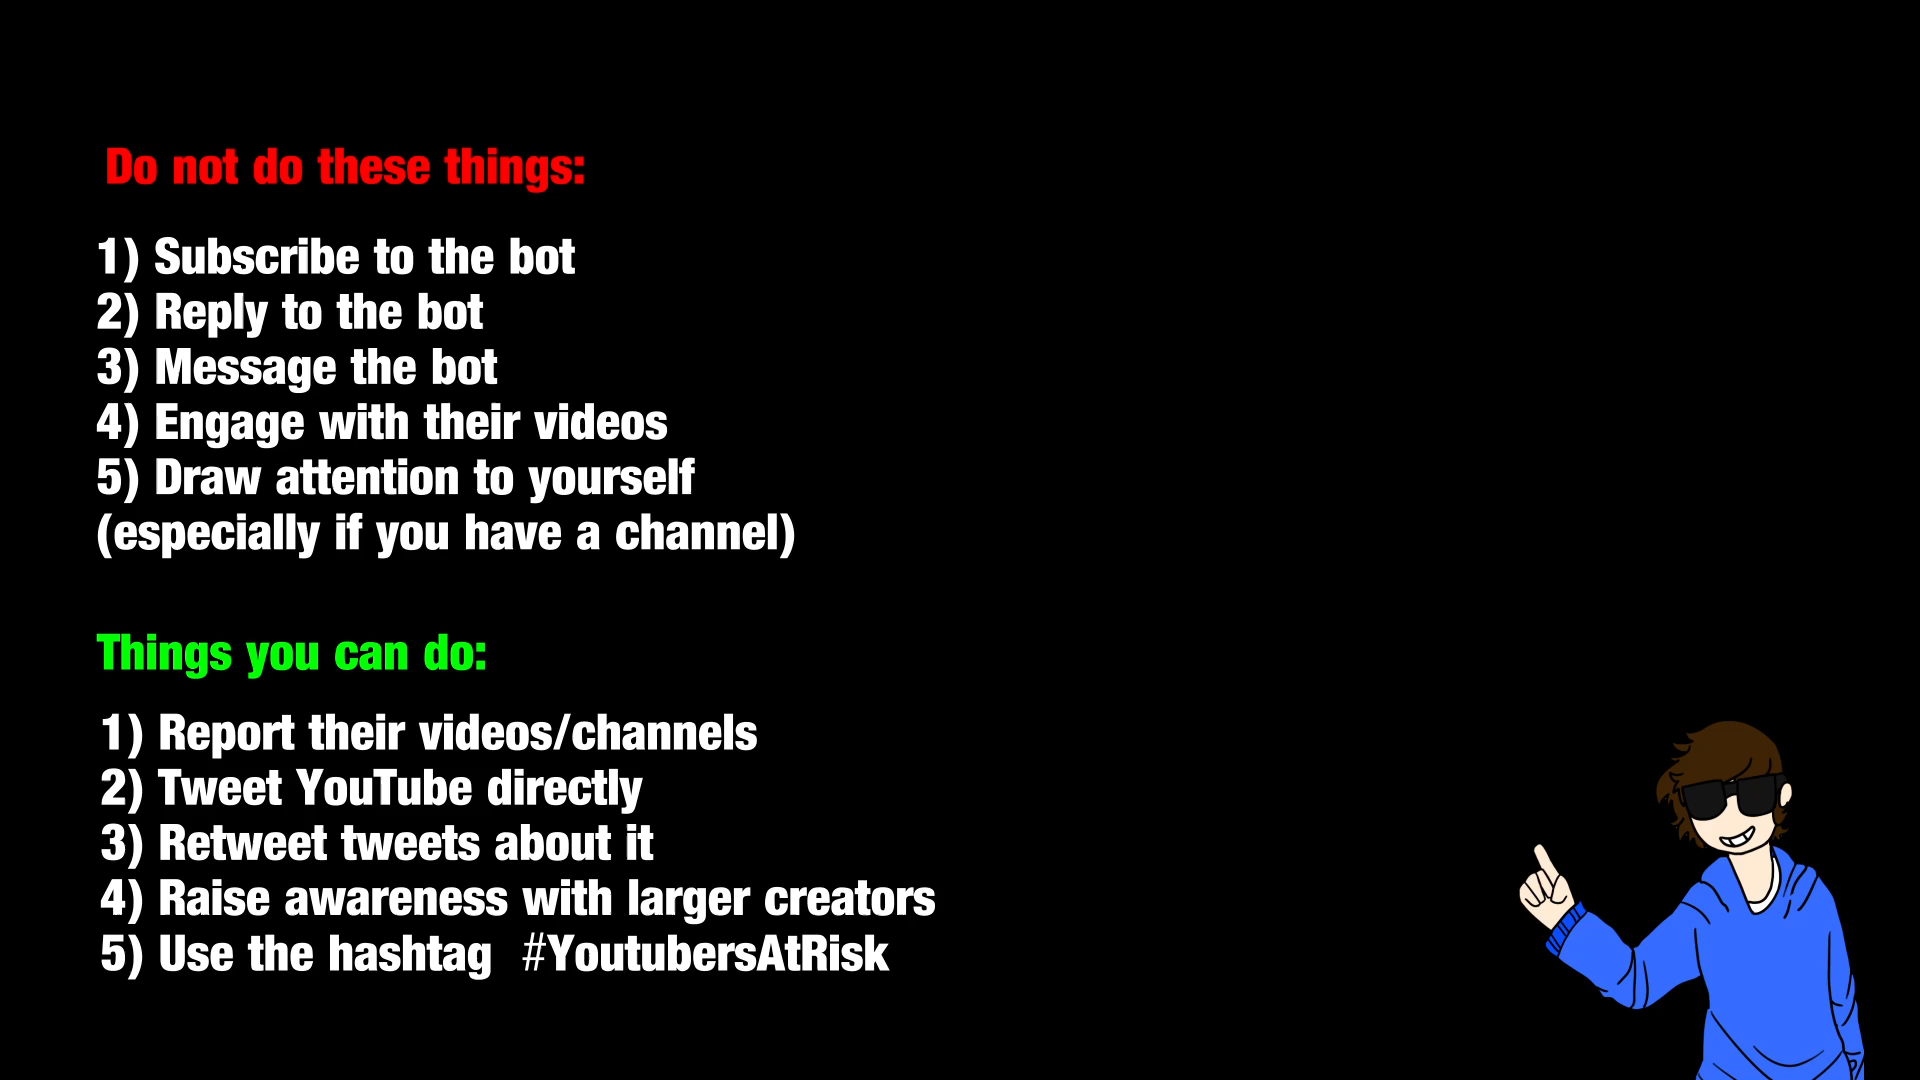 Do not do these things:
1) Subscribe to the bot
2) Reply to the bot
3) Message the bot
4) Engage with their videos
5) Draw attention to yourself
(especially if you have a channel)
Things you can do:
1) Report their videos/channels
2) Tweet YouTube directly
3) Retweet tweets about it
4) Raise awareness with larger creators
5) Use the hashtag  #YoutubersAtRisk